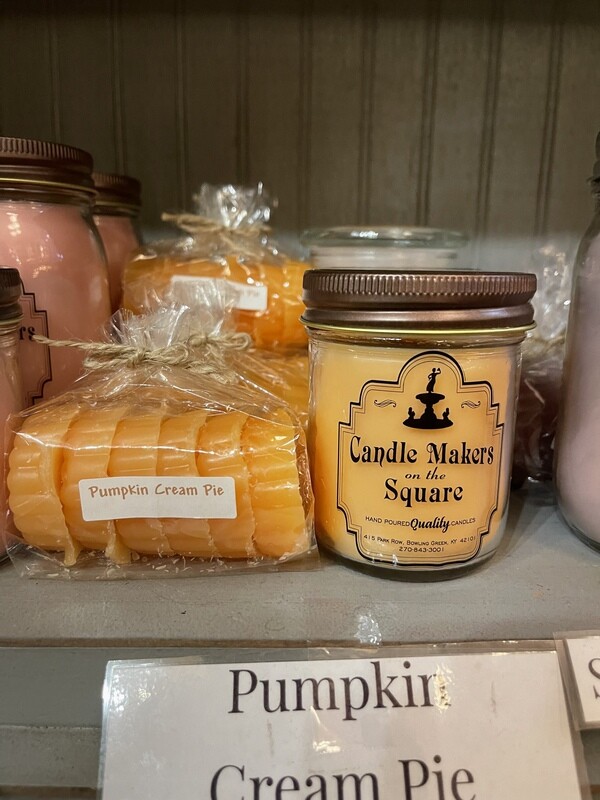 Pumpkin Cream Pie
Candle Makers
on the
Square
HAND POURED Quality CANDLES
415 Park Row, Bowling Green, KY 42101
270-843-3001
Pumpkin
Cream Pie